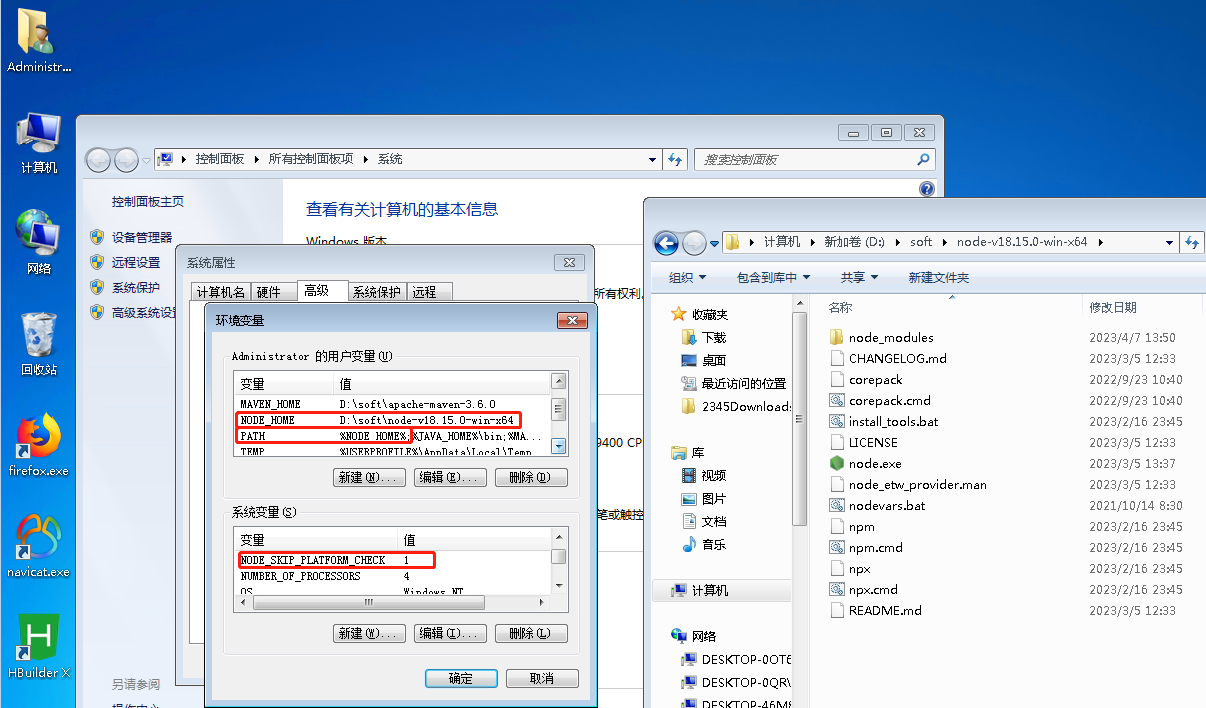 Administr...
计算机
网络
回收站
firefox.exe
navicat.exe
HBuilder X
控制面板 所有控制面板项 系统
搜索控制面板
控制面板主页
设备管理器
远程设置
系统保护
高级系统设置
另请参阅
查看有关计算机的基本信息
Windows 版本
所有权利。
9400 CP
笔或触控
系统属性
计算机名 硬件 高级 系统保护 远程
环境变量
Administrator 的用户变量(U)
变量 值
MAVEN_HOME D:\soft\apache-maven-3.6.0
NODE_HOME D:\soft\node-v18.15.0-win-x64
PATH %NODE_HOME%;%JAVA_HOME%\bin;%MA...
TEMP %USERPROFILE%\AppData\Local\Temp
新建(N)... 编辑(E)... 删除(D)
系统变量(S)
变量 值
NODE_SKIP_PLATFORM_CHECK 1
NUMBER_OF_PROCESSORS 4
OS Windows_NT
新建(W)... 编辑(I)... 删除(L)
确定 取消
计算机 新加卷 (D:) soft node-v18.15.0-win-x64
组织 包含到库中 共享 新建文件夹
收藏夹
下载
桌面
最近访问的位置
2345Downloads
库
视频
图片
文档
音乐
计算机
网络
DESKTOP-0OT6
DESKTOP-0QRV
DESKTOP-46M8
名称 修改日期
node_modules 2023/4/7 13:50
CHANGELOG.md 2023/3/5 12:33
corepack 2022/9/23 10:40
corepack.cmd 2022/9/23 10:40
install_tools.bat 2023/2/16 23:45
LICENSE 2023/3/5 12:33
node.exe 2023/3/5 13:37
node_etw_provider.man 2023/3/5 12:33
nodevars.bat 2021/10/14 8:30
npm 2023/2/16 23:45
npm.cmd 2023/2/16 23:45
npx 2023/2/16 23:45
npx.cmd 2023/2/16 23:45
README.md 2023/3/5 12:33